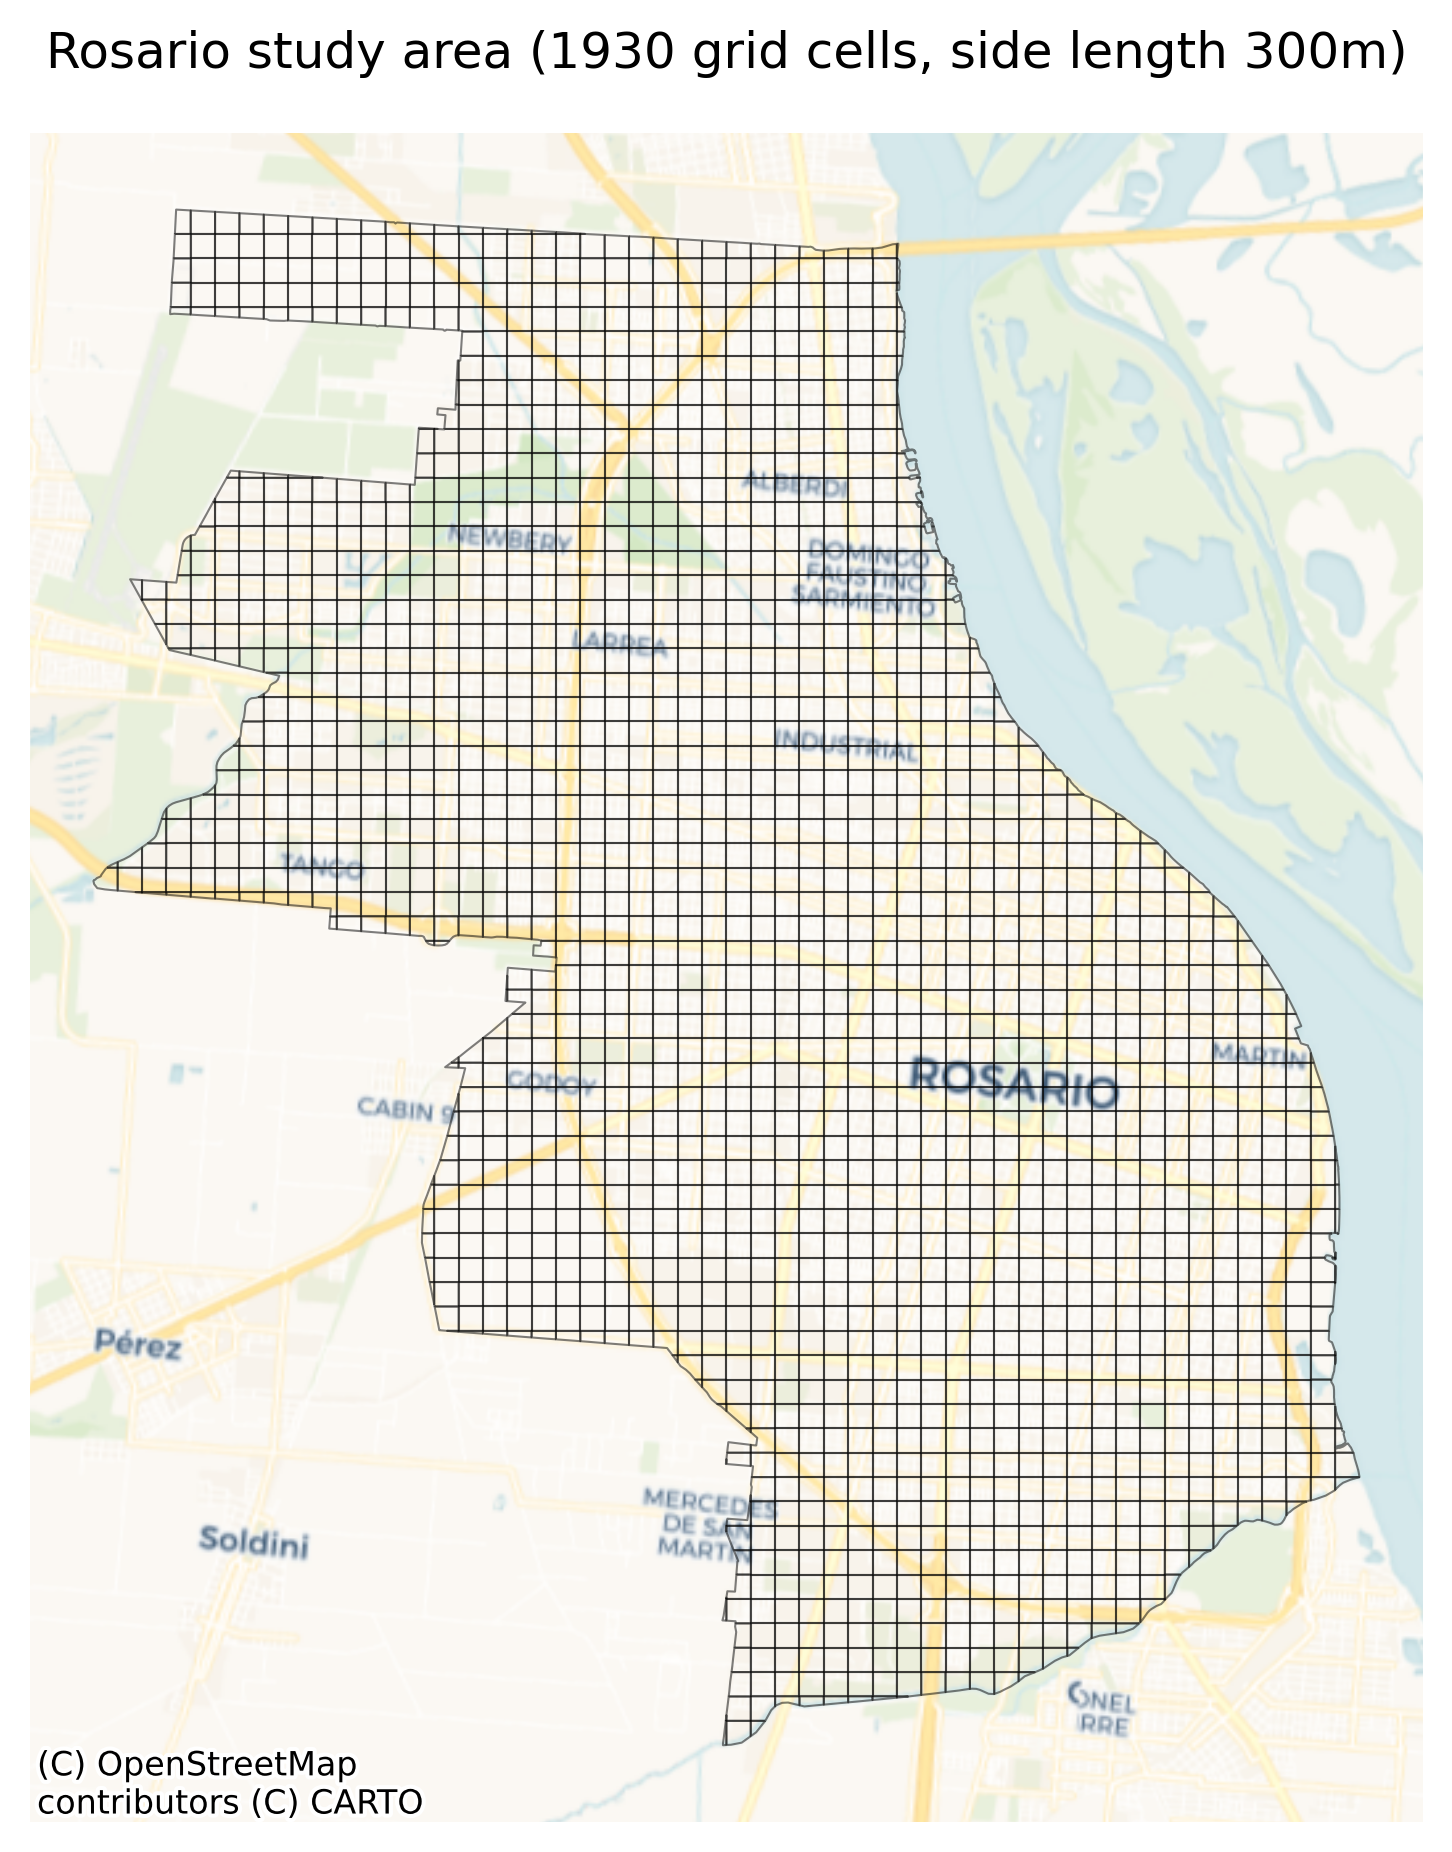 Rosario study area (1930 grid cells, side length 300m)
ALBERDI
NEWBERY
DOMINGO
FAUSTINO
SARMIENTO
LARREA
INDUSTRIAL
TANGO
ROSARIO
MARTIN
GODOY
CABIN 9
Pérez
MERCEDES
DE SAN
MARTIN
Soldini
ONEL
RRE
(C) OpenStreetMap
contributors (C) CARTO